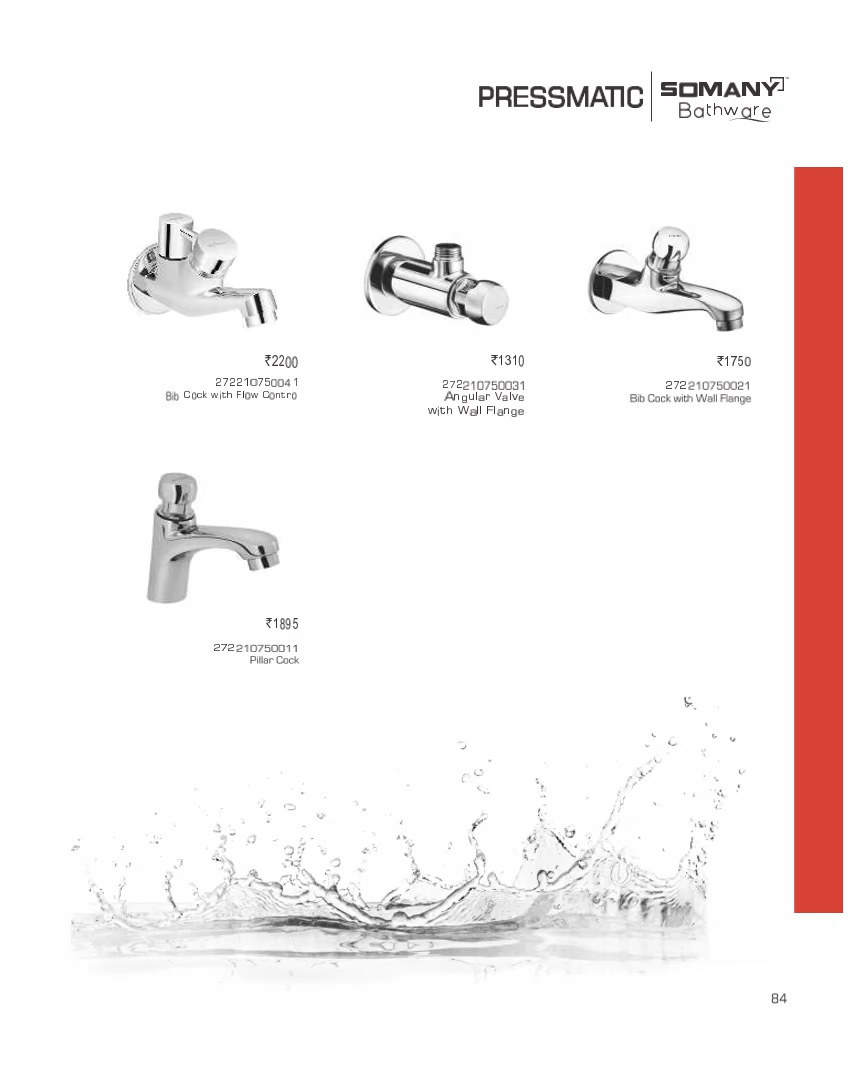 PRESSMATIC
SOMANY
Bathware
₹2200
272210750041
Bib Cock with Flow Contro
₹1310
272210750031
Angular Valve
with Wall Flange
₹1750
272210750021
Bib Cock with Wall Flange
₹1895
272210750011
Pillar Cock
84